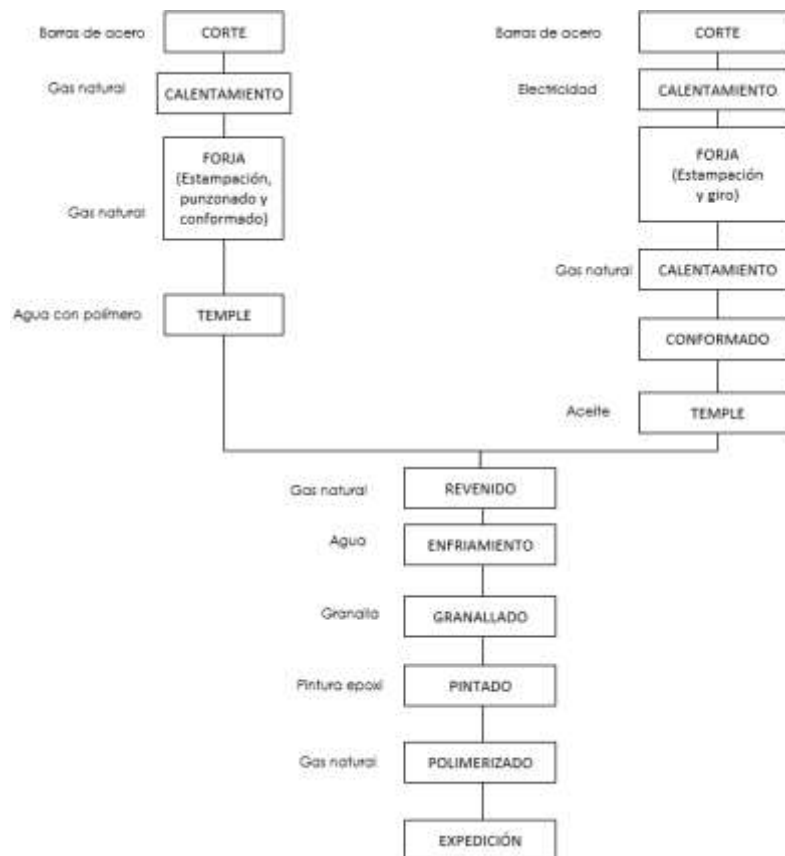 Barras de acero
CORTE
Gas natural
CALENTAMIENTO
FORJA
(Estampación,
punzonado y
conformado)
Gas natural
Agua con polímero
TEMPLE
Barras de acero
CORTE
Electricidad
CALENTAMIENTO
FORJA
(Estampación
y giro)
Gas natural
CALENTAMIENTO
CONFORMADO
Aceite
TEMPLE
Gas natural
REVENIDO
Agua
ENFRIAMIENTO
Granalla
GRANALLADO
Pintura epoxi
PINTADO
Gas natural
POLIMERIZADO
EXPEDICIÓN